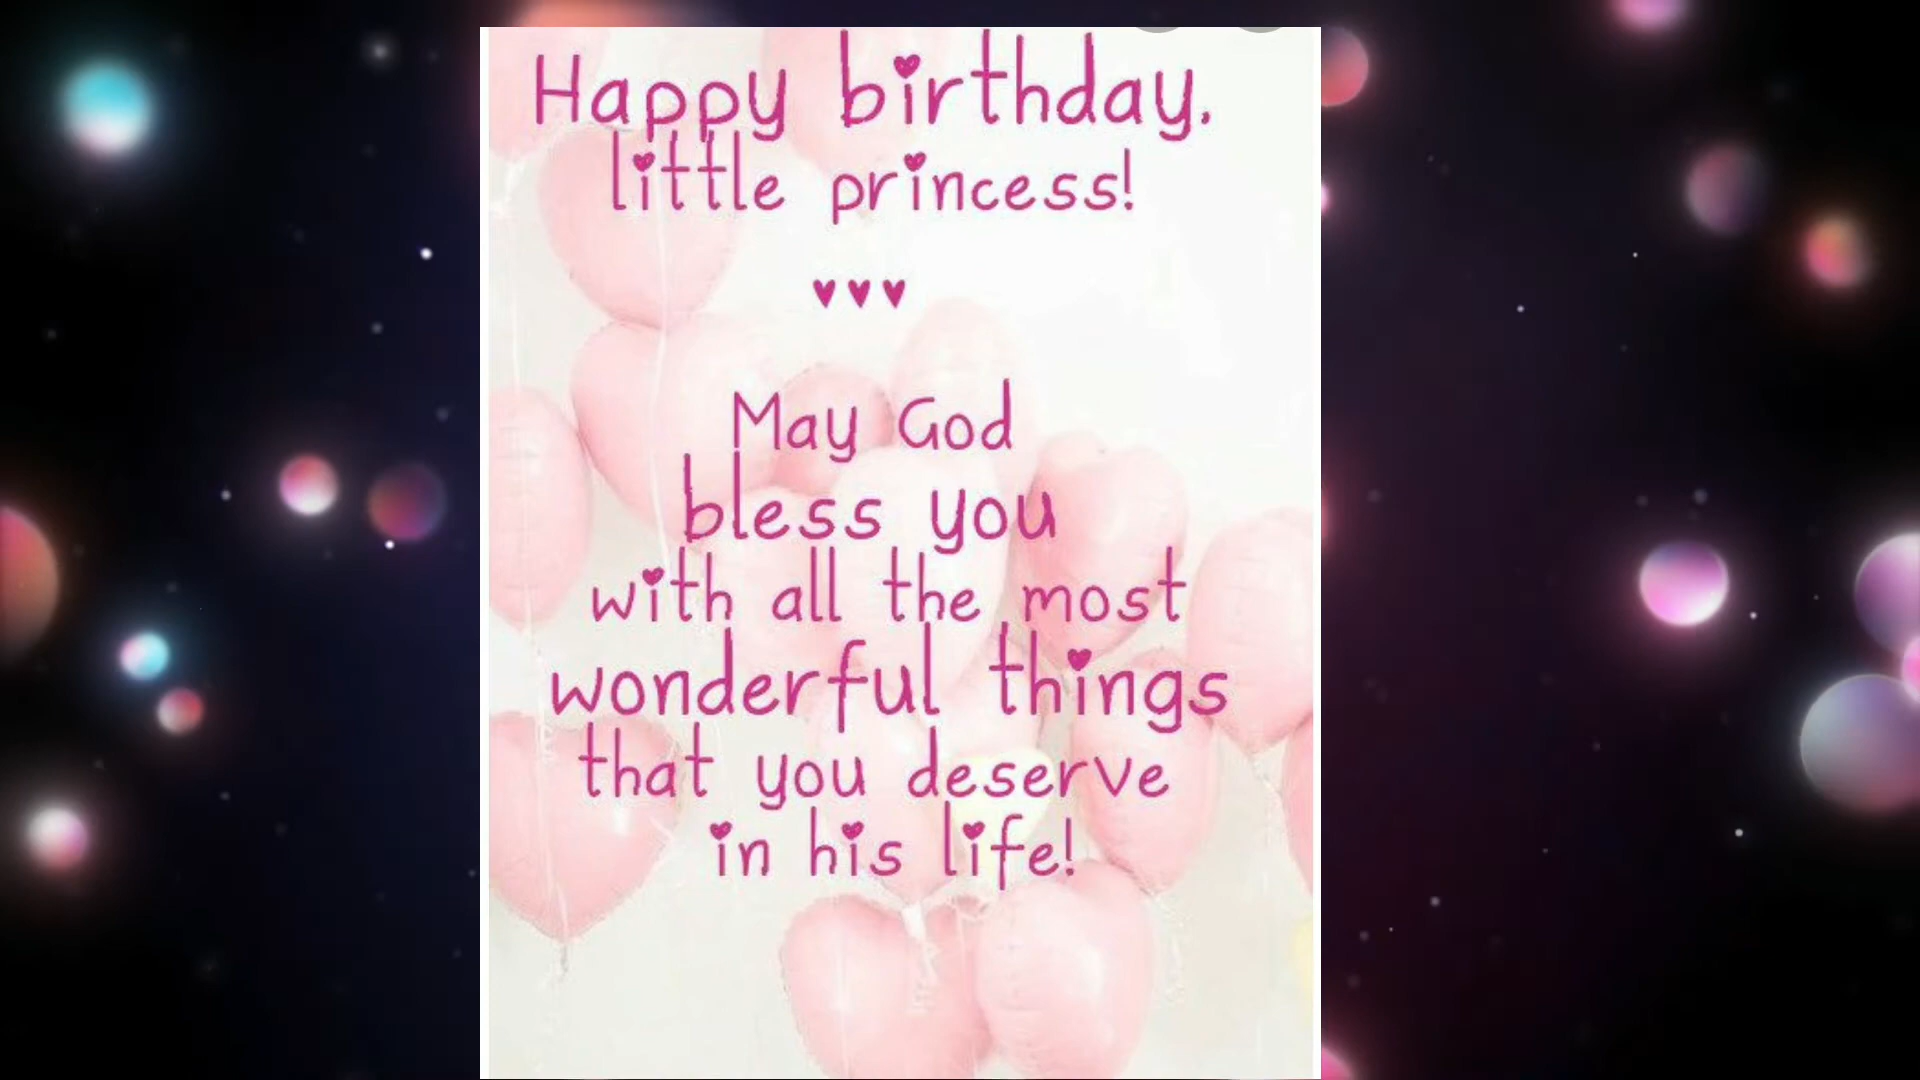 Happy birthday,
little princess!
♥♥♥
May God
bless you
with all the most
wonderful things
that you deserve
in his life!